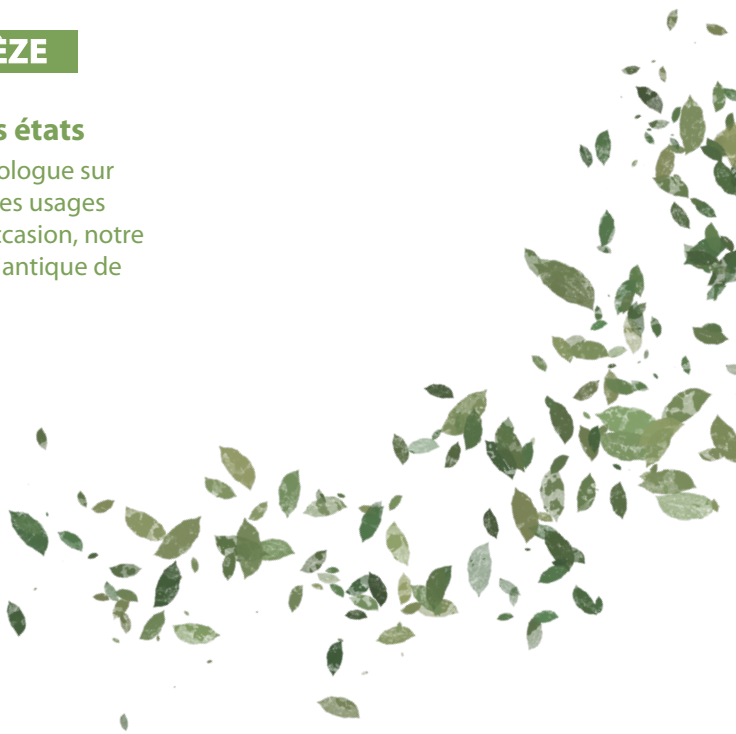 ÈZE
s états
ologue sur
es usages
casion, notre
antique de